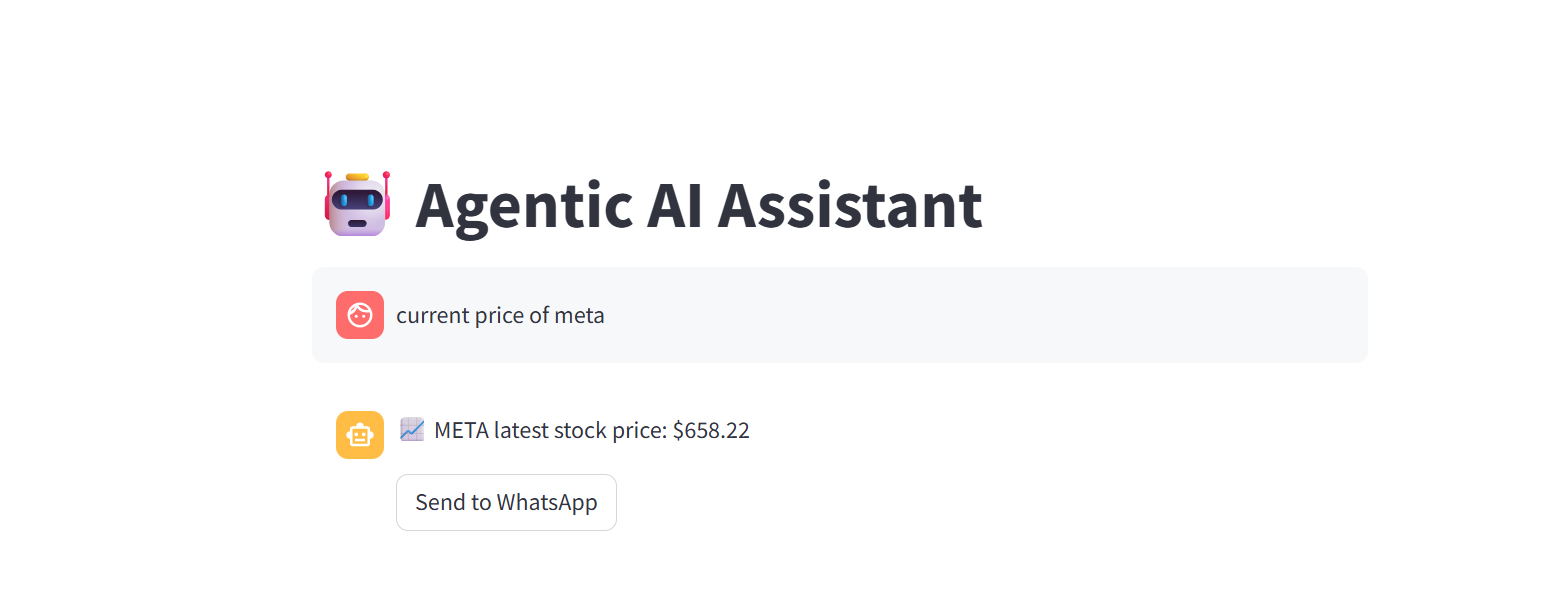 Agentic AI Assistant
current price of meta
META latest stock price: $658.22
Send to WhatsApp